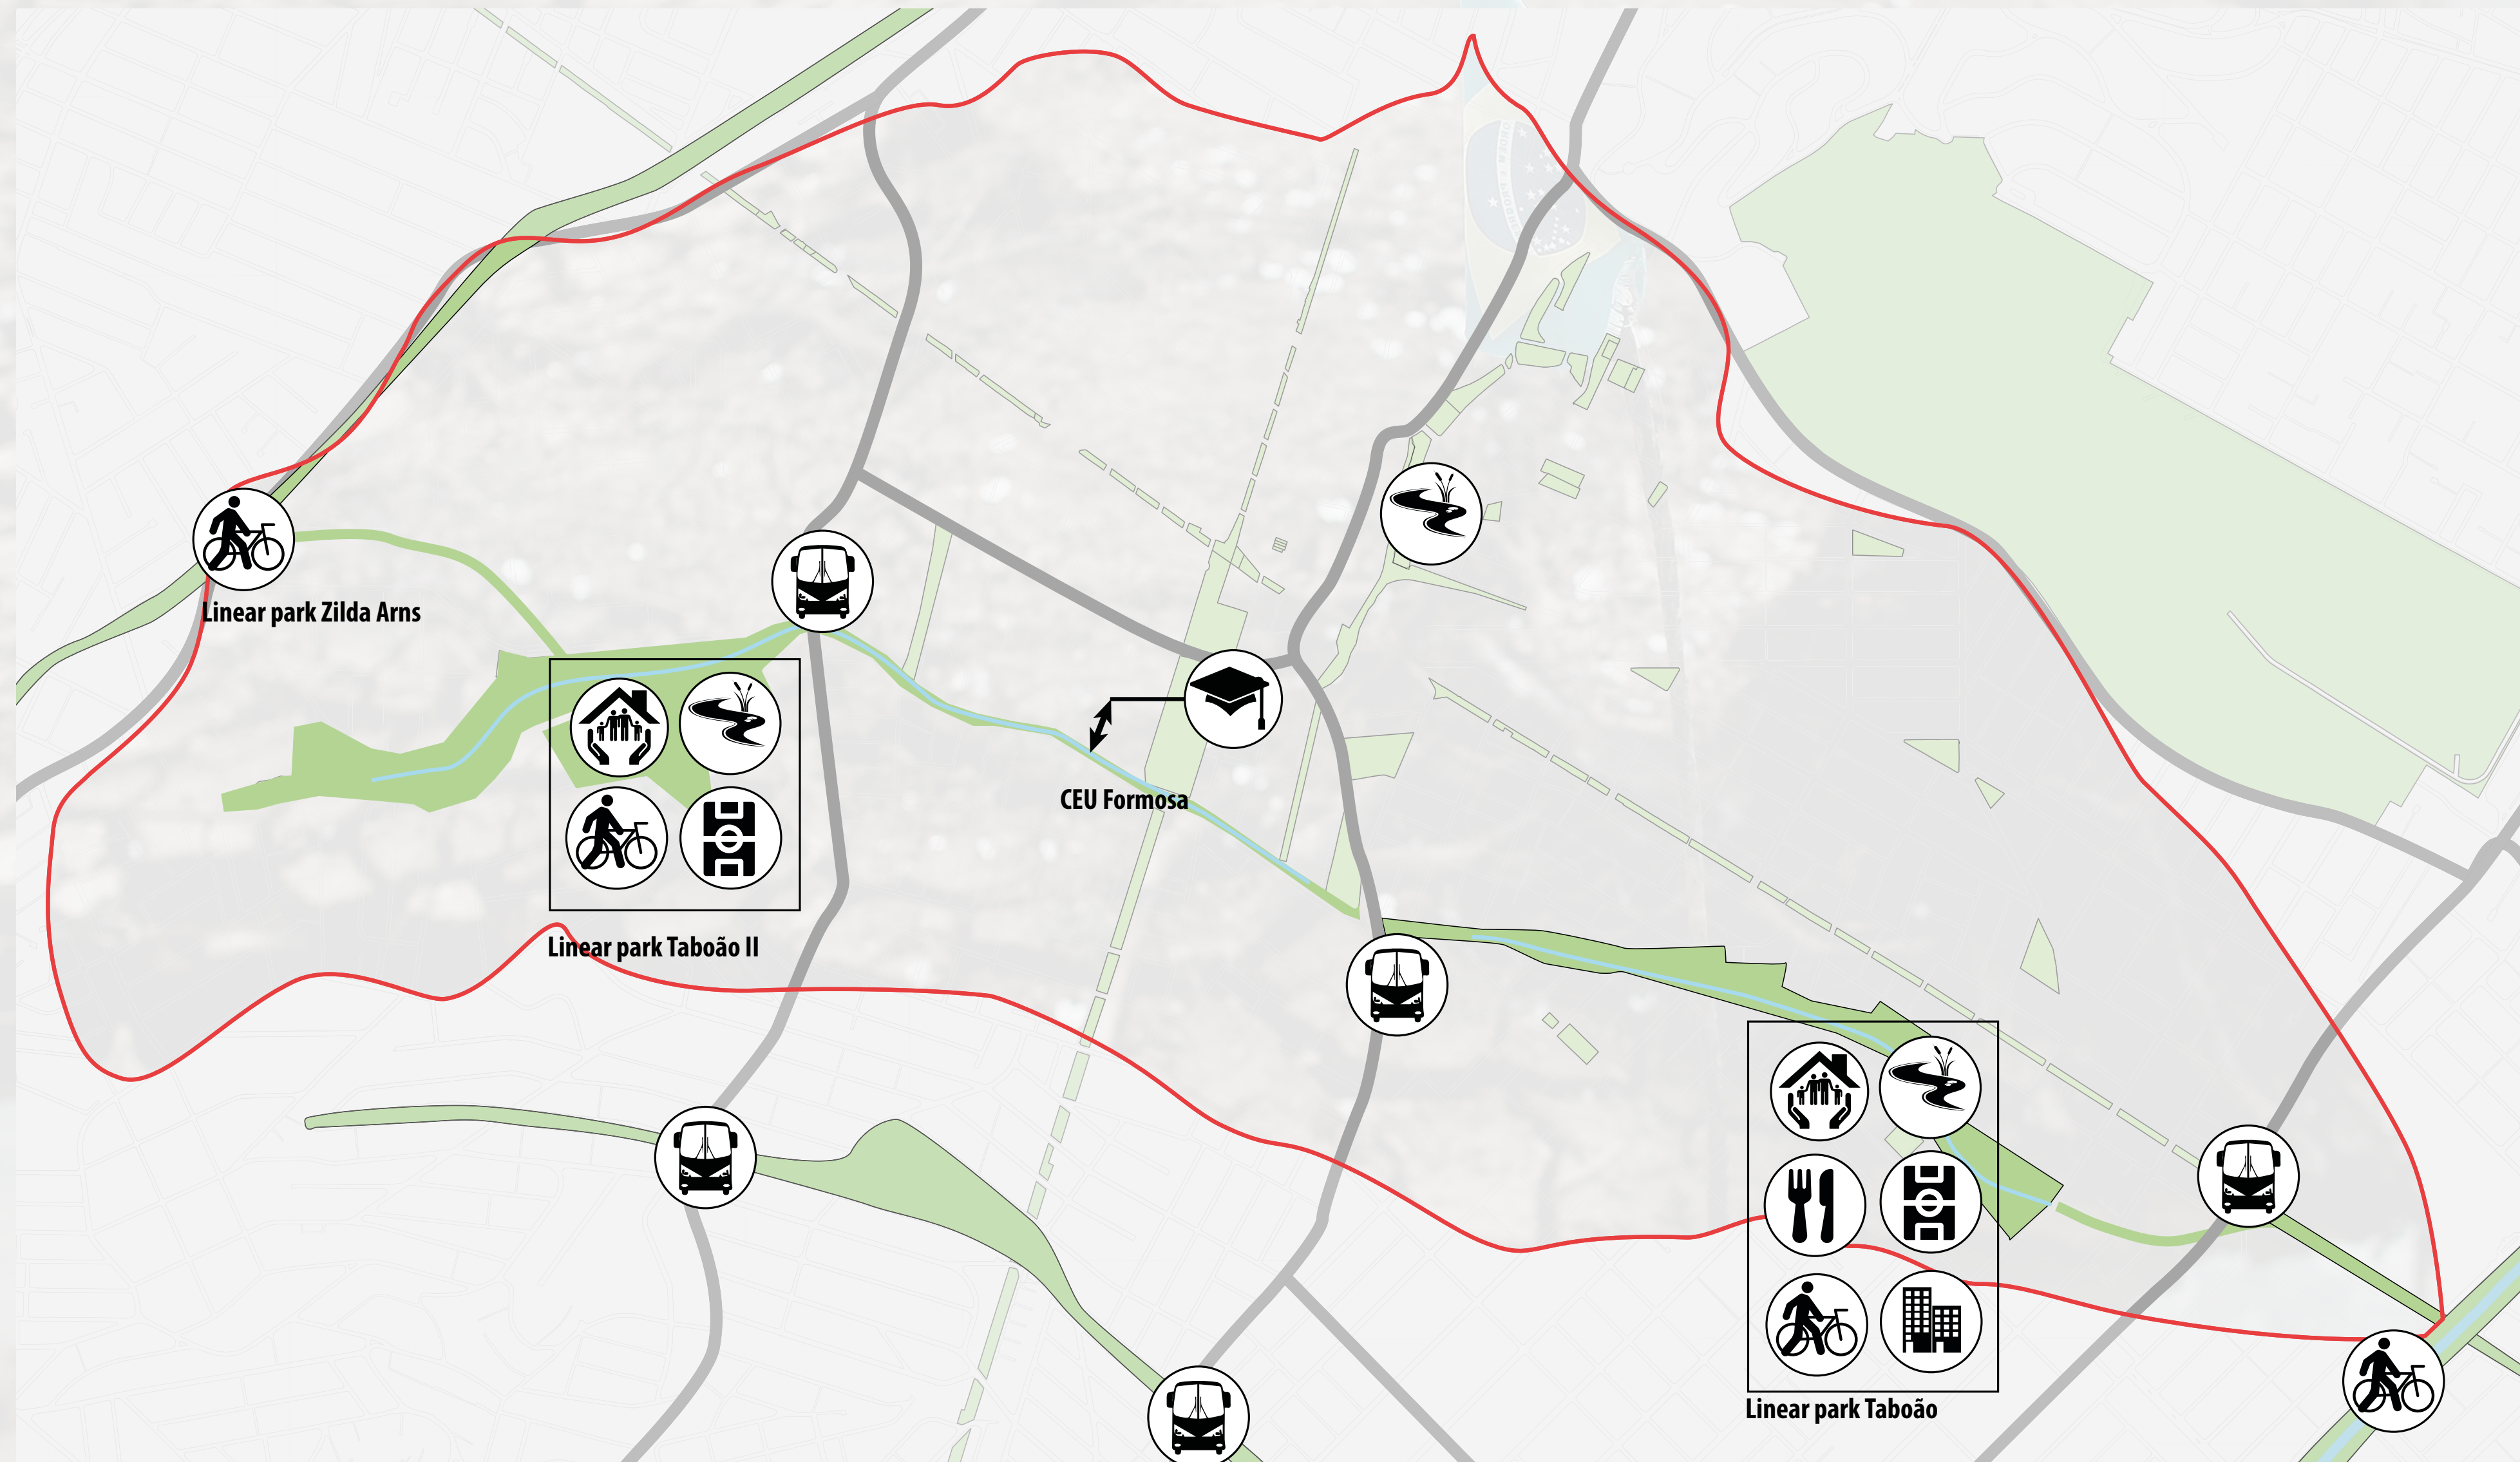 Linear park Zilda Arns
CEU Formosa
Linear park Taboão II
Linear park Taboão